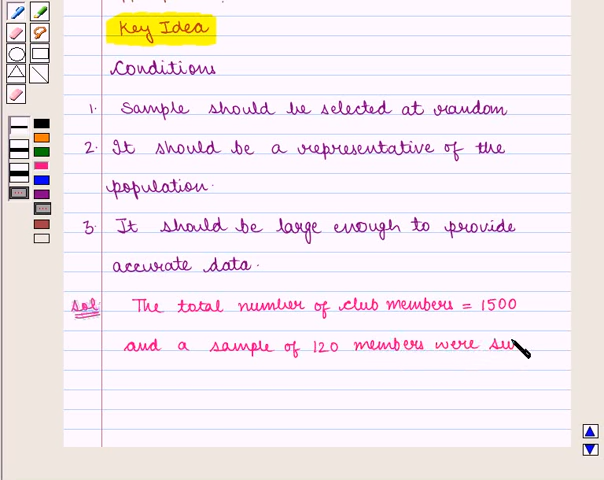 Key Idea
Conditions
1. Sample should be selected at random
2. It should be a representative of the
population.
3. It should be large enough to provide
accurate data.
Sol. The total number of club members = 1500
and a sample of 120 members were su